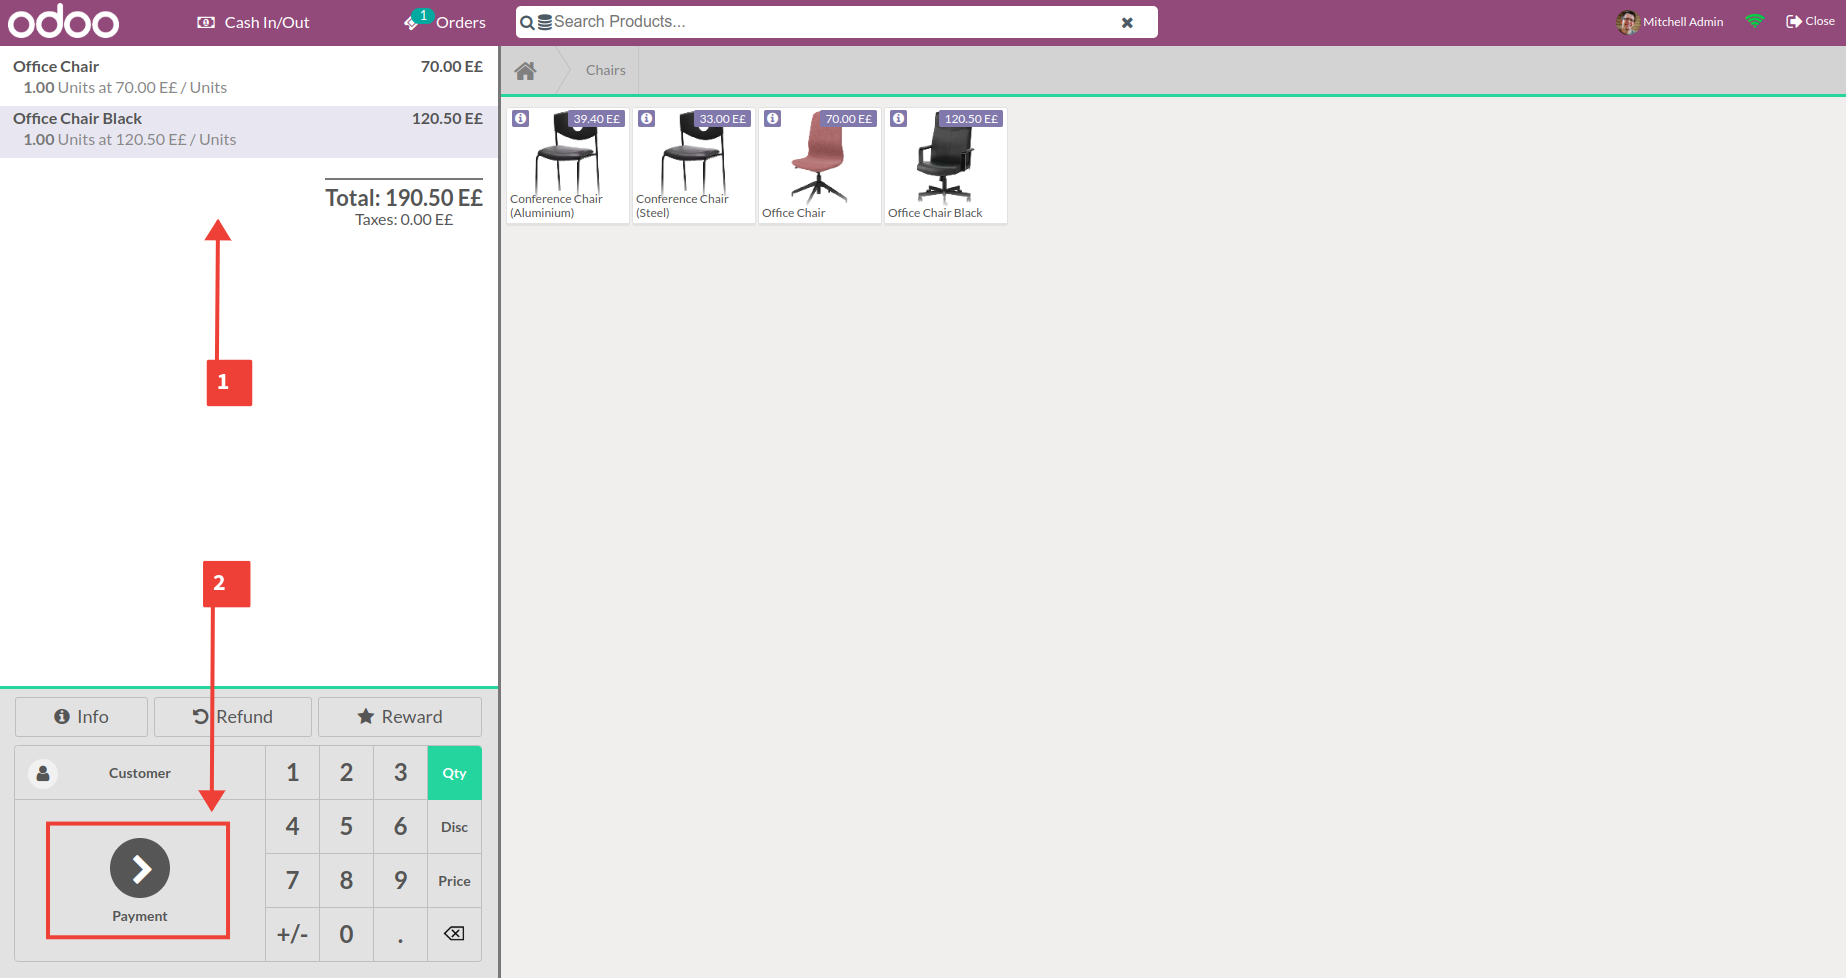 odoo
Cash In/Out
1
Orders
Search Products...
Mitchell Admin
Close
Office Chair 70.00 E£
1.00 Units at 70.00 E£ / Units
Office Chair Black 120.50 E£
1.00 Units at 120.50 E£ / Units
Total: 190.50 E£
Taxes: 0.00 E£
1
2
Info
Refund
Reward
Customer
1 2 3 Qty
4 5 6 Disc
7 8 9 Price
+/- 0 .
Payment
Chairs
39.40 E£
Conference Chair
(Aluminium)
33.00 E£
Conference Chair
(Steel)
70.00 E£
Office Chair
120.50 E£
Office Chair Black